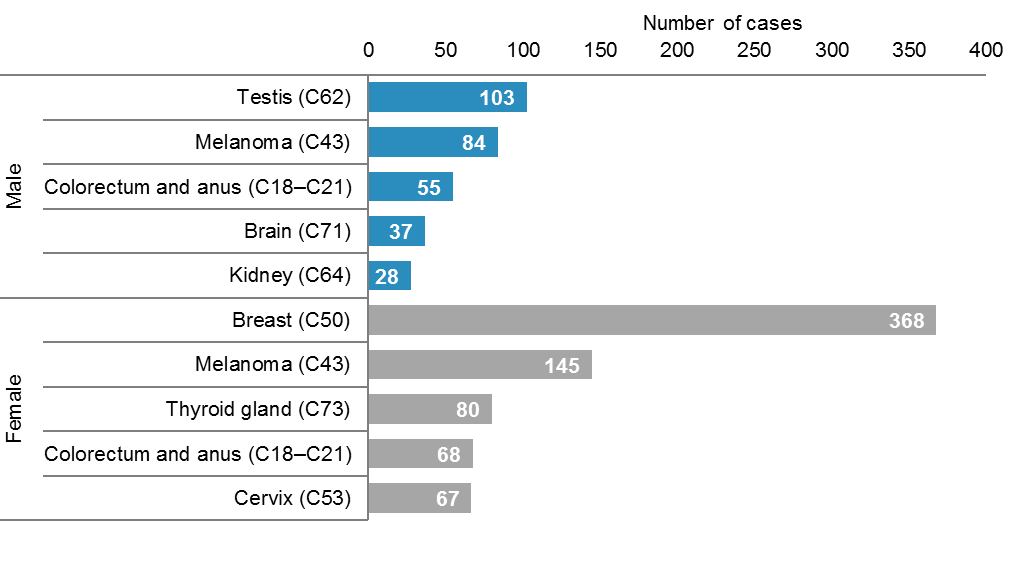 Number of cases
0 50 100 150 200 250 300 350 400
Male
Testis (C62) 103
Melanoma (C43) 84
Colorectum and anus (C18–C21) 55
Brain (C71) 37
Kidney (C64) 28
Female
Breast (C50) 368
Melanoma (C43) 145
Thyroid gland (C73) 80
Colorectum and anus (C18–C21) 68
Cervix (C53) 67